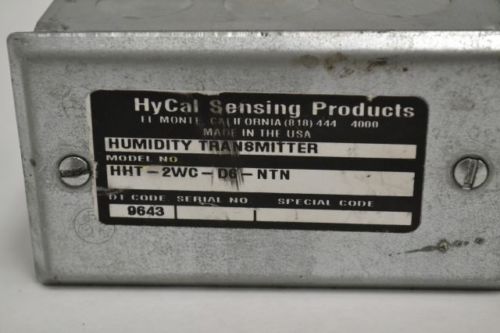 HyCal Sensing Products
EL MONTE, CALIFORNIA (818) 444 4000
MADE IN THE USA
HUMIDITY TRANSMITTER
MODEL NO
HHT-2WC-D6-NTN
DT CODE SERIAL NO SPECIAL CODE
9643